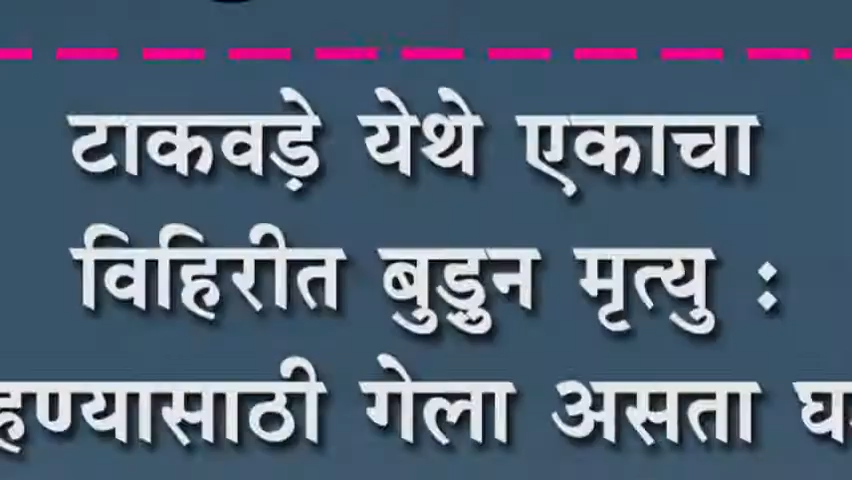 टाकवड़े येथे एकाचा
विहिरीत बुडुन मृत्यु :
गेला असता